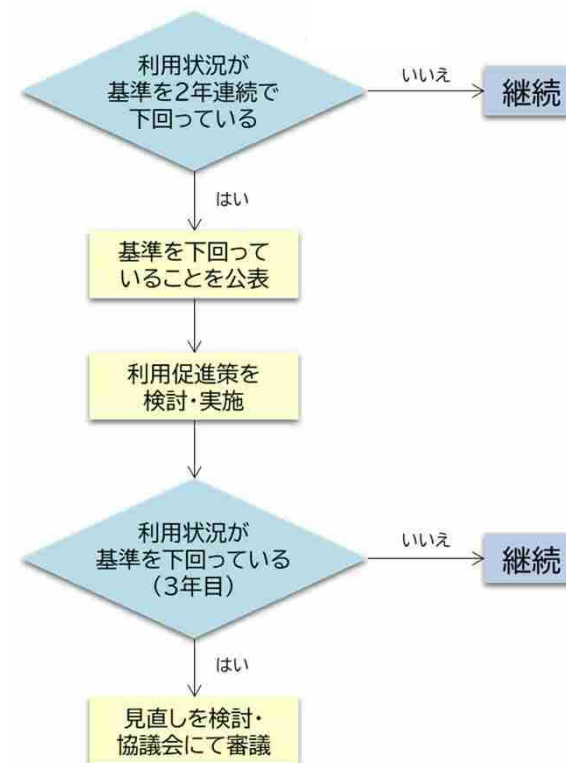 利用状況が
基準を2年連続で
下回っている
いいえ
継続
はい
基準を下回って
いることを公表
利用促進策を
検討・実施
利用状況が
基準を下回っている
(3年目)
いいえ
継続
はい
見直しを検討・
協議会にて審議